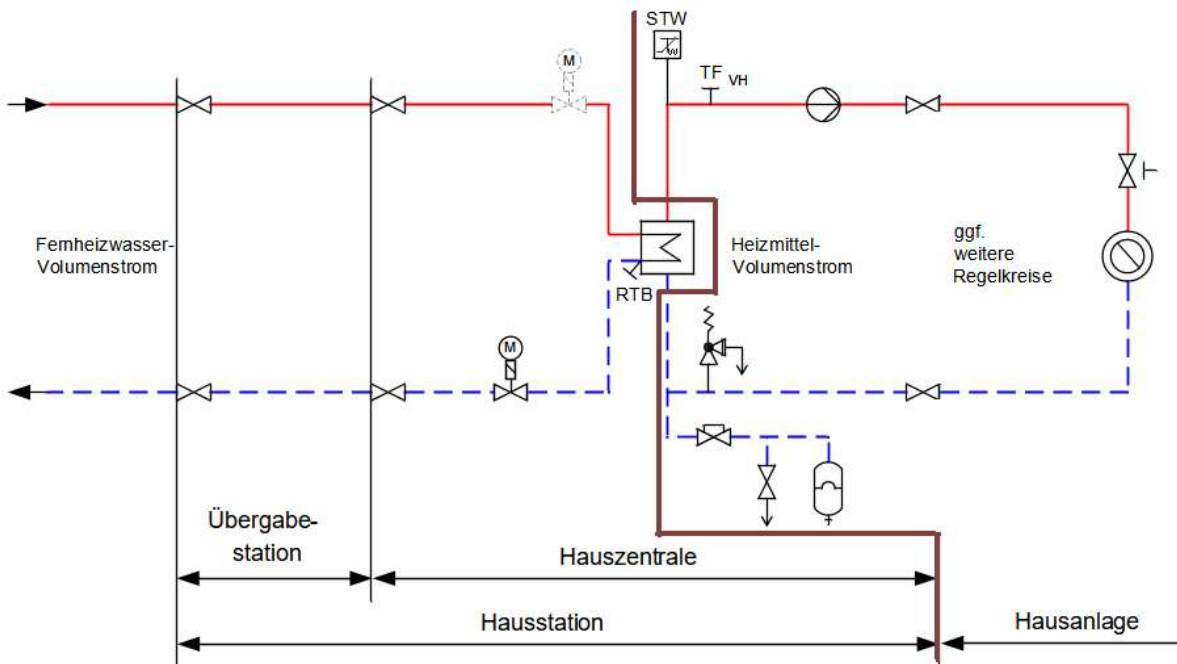 STW
M
TF VH
Fernheizwasser-
Volumenstrom
Heizmittel-
Volumenstrom
ggf.
weitere
Regelkreise
RTB
M
Übergabe-
station
Hauszentrale
Hausstation
Hausanlage